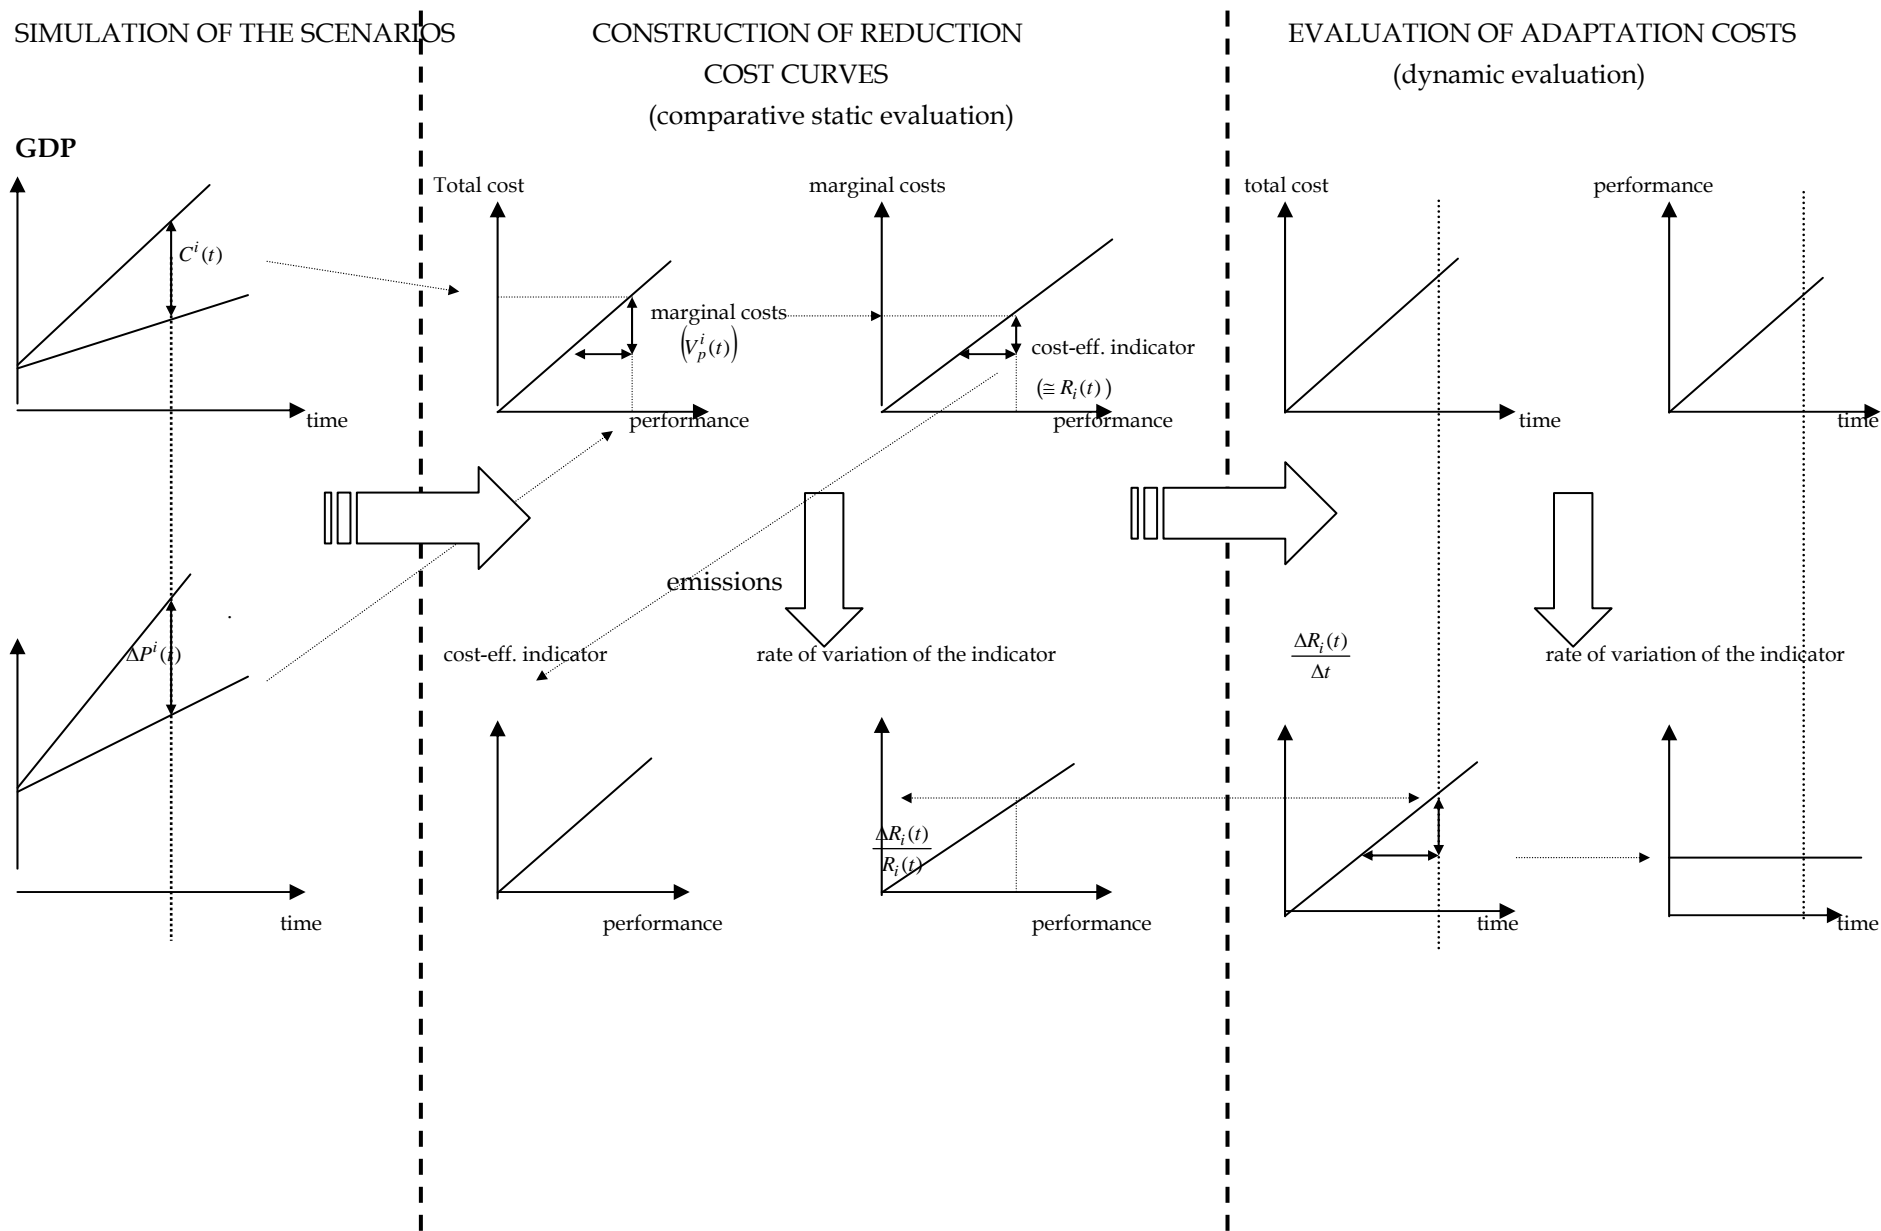 SIMULATION OF THE SCENARIOS
CONSTRUCTION OF REDUCTION
COST CURVES
(comparative static evaluation)
EVALUATION OF ADAPTATION COSTS
(dynamic evaluation)
GDP
C^i(t)
time
ΔP^i(t)
time
Total cost
marginal costs
(V_p^i(t))
performance
marginal costs
cost-eff. indicator
(≅ R_i(t))
performance
emissions
cost-eff. indicator
performance
rate of variation of the indicator
ΔR_i(t)
R_i(t)
performance
total cost
time
performance
time
ΔR_i(t)
Δt
time
rate of variation of the indicator
time